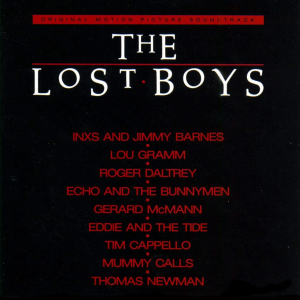 ORIGINAL MOTION PICTURE SOUNDTRACK
THE
LOST BOYS
INXS AND JIMMY BARNES
LOU GRAMM
ROGER DALTREY
ECHO AND THE BUNNYMEN
GERARD McMANN
EDDIE AND THE TIDE
TIM CAPPELLO
MUMMY CALLS
THOMAS NEWMAN